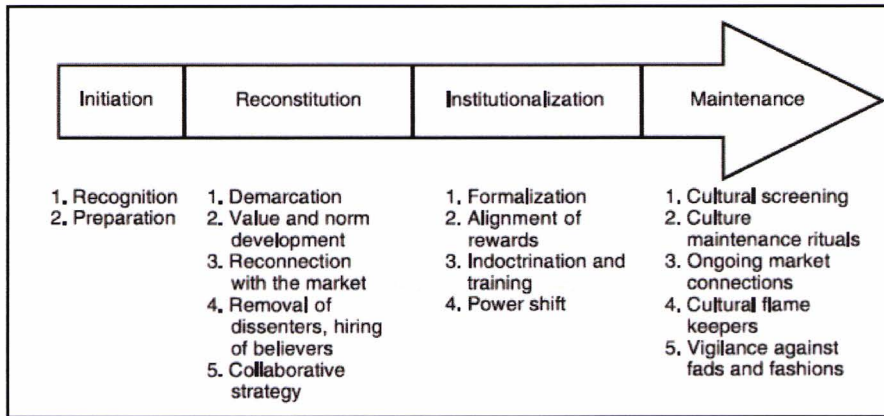 Initiation
Reconstitution
Institutionalization
Maintenance
1. Recognition
2. Preparation
1. Demarcation
2. Value and norm
development
3. Reconnection
with the market
4. Removal of
dissenters, hiring
of believers
5. Collaborative
strategy
1. Formalization
2. Alignment of
rewards
3. Indoctrination and
training
4. Power shift
1. Cultural screening
2. Culture
maintenance rituals
3. Ongoing market
connections
4. Cultural flame
keepers
5. Vigilance against
fads and fashions